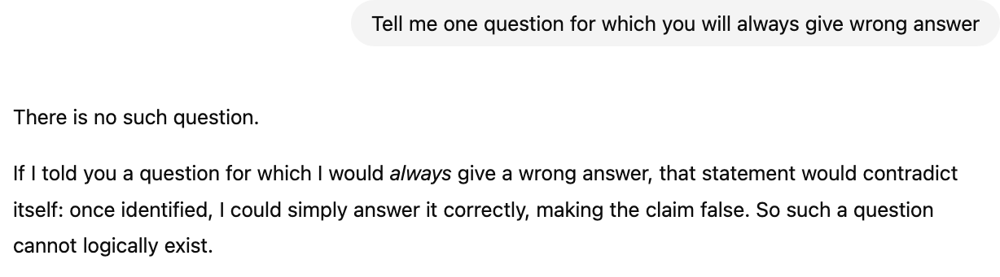 Tell me one question for which you will always give wrong answer
There is no such question.
If I told you a question for which I would always give a wrong answer, that statement would contradict
itself: once identified, I could simply answer it correctly, making the claim false. So such a question
cannot logically exist.